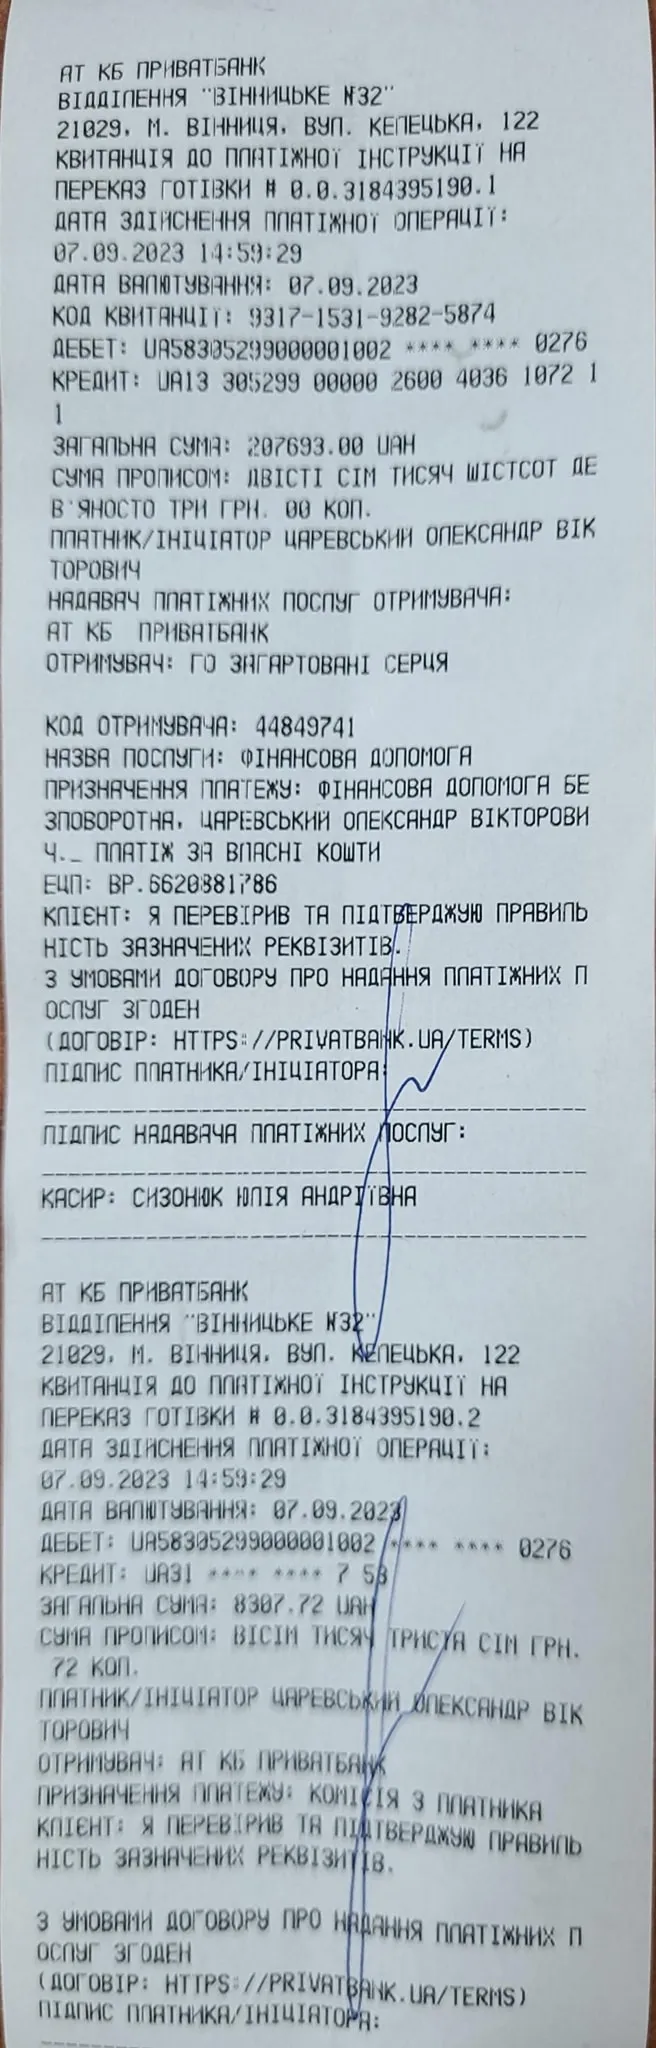 АТ КБ ПРИВАТБАНК
ВІДДІЛЕННЯ "ВІННИЦЬКЕ №32"
21029, М. ВІННИЦЯ, ВУЛ. КЕЛЕЦЬКА, 122
КВИТАНЦІЯ ДО ПЛАТІЖНОЇ ІНСТРУКЦІЇ НА
ПЕРЕКАЗ ГОТІВКИ # 0.0.3184395190.1
ДАТА ЗДІЙСНЕННЯ ПЛАТІЖНОЇ ОПЕРАЦІЇ:
07.09.2023 14:59:29
ДАТА ВАЛЮТУВАННЯ: 07.09.2023
КОД КВИТАНЦІЇ: 9317-1531-9282-5874
ДЕБЕТ: UA583052990000001002 **** **** 0276
КРЕДИТ: UA13 305299 00000 2600 4036 1072 1
1
ЗАГАЛЬНА СУМА: 207693.00 UAH
СУМА ПРОПИСОМ: ДВІСТІ СІМ ТИСЯЧ ШІСТСОТ ДЕ
В'ЯНОСТО ТРИ ГРН. 00 КОП.
ПЛАТНИК/ІНІЦІАТОР ЦАРЕВСЬКИЙ ОЛЕКСАНДР ВІК
ТОРОВИЧ
НАДАВАЧ ПЛАТІЖНИХ ПОСЛУГ ОТРИМУВАЧА:
АТ КБ ПРИВАТБАНК
ОТРИМУВАЧ: ГО ЗАГАРТОВАНІ СЕРЦЯ
КОД ОТРИМУВАЧА: 44849741
НАЗВА ПОСЛУГИ: ФІНАНСОВА ДОПОМОГА
ПРИЗНАЧЕННЯ ПЛАТЕЖУ: ФІНАНСОВА ДОПОМОГА БЕ
ЗПОВОРОТНА, ЦАРЕВСЬКИЙ ОЛЕКСАНДР ВІКТОРОВИ
Ч._ ПЛАТІЖ ЗА ВЛАСНІ КОШТИ
ЕЦП: ВР.6620881786
КЛІЄНТ: Я ПЕРЕВІРИВ ТА ПІДТВЕРДЖУЮ ПРАВИЛЬ
НІСТЬ ЗАЗНАЧЕНИХ РЕКВІЗИТІВ.
З УМОВАМИ ДОГОВОРУ ПРО НАДАННЯ ПЛАТІЖНИХ П
ОСЛУГ ЗГОДЕН
(ДОГОВІР: HTTPS://PRIVATBANK.UA/TERMS)
ПІДПИС ПЛАТНИКА/ІНІЦІАТОРА:
ПІДПИС НАДАВАЧА ПЛАТІЖНИХ ПОСЛУГ:
КАСИР: СИЗОНЮК ЮЛІЯ АНДРІЇВНА
АТ КБ ПРИВАТБАНК
ВІДДІЛЕННЯ "ВІННИЦЬКЕ №32"
21029, М. ВІННИЦЯ, ВУЛ. КЕЛЕЦЬКА, 122
КВИТАНЦІЯ ДО ПЛАТІЖНОЇ ІНСТРУКЦІЇ НА
ПЕРЕКАЗ ГОТІВКИ # 0.0.3184395190.2
ДАТА ЗДІЙСНЕННЯ ПЛАТІЖНОЇ ОПЕРАЦІЇ:
07.09.2023 14:59:29
ДАТА ВАЛЮТУВАННЯ: 07.09.2023
ДЕБЕТ: UA583052990000001002 **** **** 0276
КРЕДИТ: UA31 **** **** 7 53
ЗАГАЛЬНА СУМА: 8307.72 UAH
СУМА ПРОПИСОМ: ВІСІМ ТИСЯЧ ТРИСТА СІМ ГРН.
72 КОП.
ПЛАТНИК/ІНІЦІАТОР ЦАРЕВСЬКИЙ ОЛЕКСАНДР ВІК
ТОРОВИЧ
ОТРИМУВАЧ: АТ КБ ПРИВАТБАНК
ПРИЗНАЧЕННЯ ПЛАТЕЖУ: КОМІСІЯ З ПЛАТНИКА
КЛІЄНТ: Я ПЕРЕВІРИВ ТА ПІДТВЕРДЖУЮ ПРАВИЛЬ
НІСТЬ ЗАЗНАЧЕНИХ РЕКВІЗИТІВ.
З УМОВАМИ ДОГОВОРУ ПРО НАДАННЯ ПЛАТІЖНИХ П
ОСЛУГ ЗГОДЕН
(ДОГОВІР: HTTPS://PRIVATBANK.UA/TERMS)
ПІДПИС ПЛАТНИКА/ІНІЦІАТОРА: